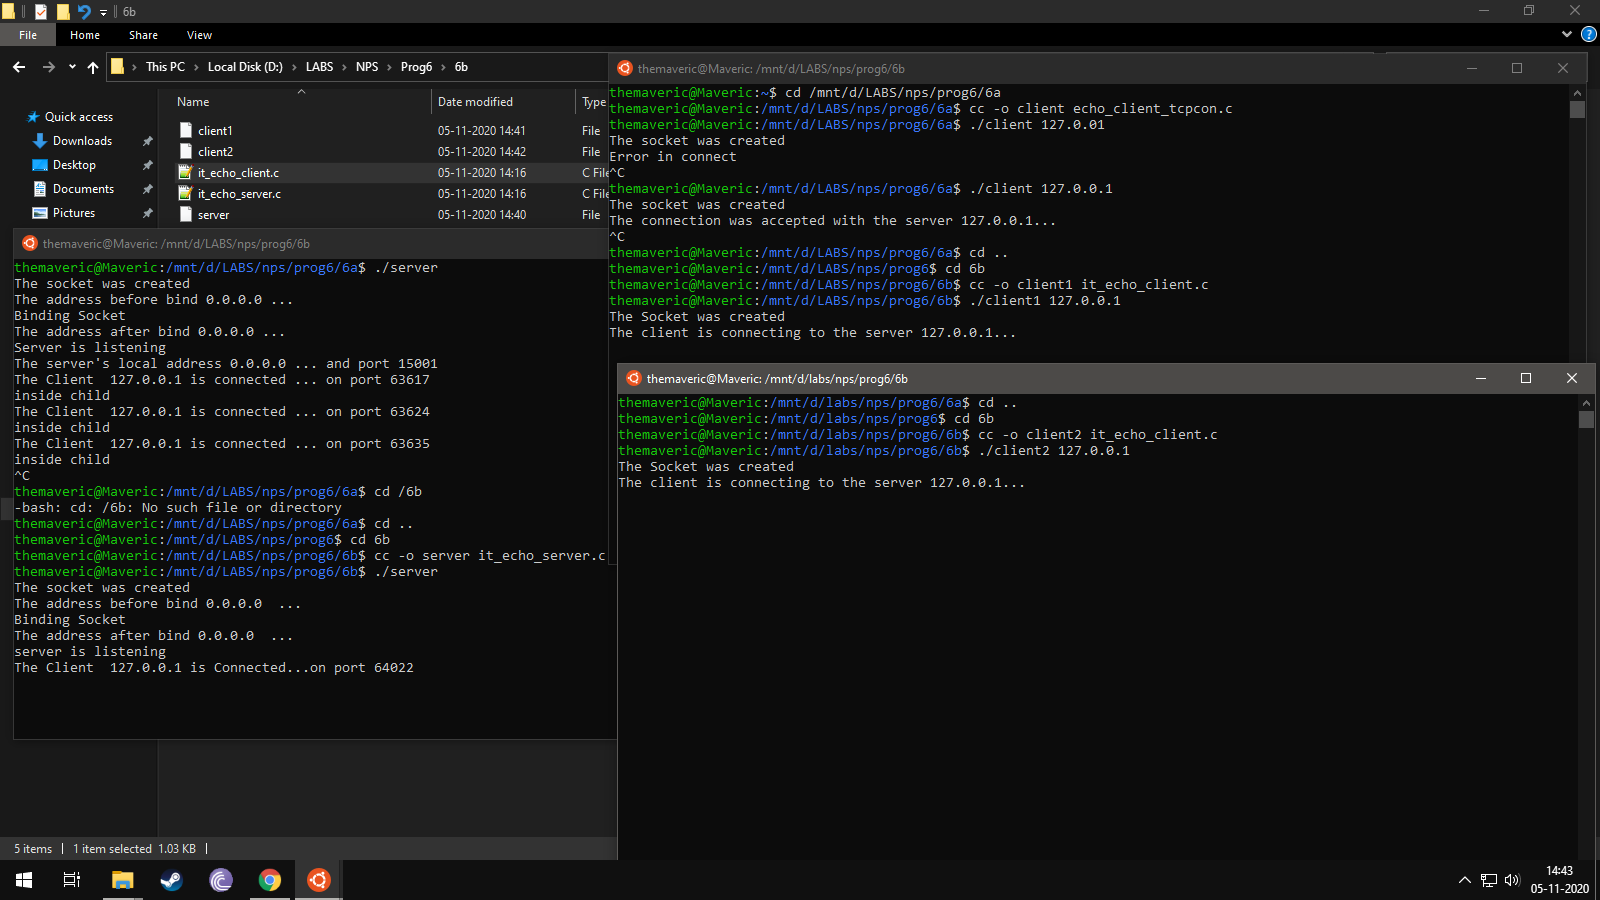 6b
File Home Share View
This PC › Local Disk (D:) › LABS › NPS › Prog6 › 6b
Name Date modified Type
Quick access
Downloads
Desktop
Documents
Pictures
client1 05-11-2020 14:41 File
client2 05-11-2020 14:42 File
it_echo_client.c 05-11-2020 14:16 C File
it_echo_server.c 05-11-2020 14:16 C File
server 05-11-2020 14:40 File
themaveric@Maveric: /mnt/d/LABS/nps/prog6/6b
themaveric@Maveric:/mnt/d/LABS/nps/prog6/6a$ ./server
The socket was created
The address before bind 0.0.0.0 ...
Binding Socket
The address after bind 0.0.0.0 ...
Server is listening
The server's local address 0.0.0.0 ... and port 15001
The Client  127.0.0.1 is connected ... on port 63617
inside child
The Client  127.0.0.1 is connected ... on port 63624
inside child
The Client  127.0.0.1 is connected ... on port 63635
inside child
^C
themaveric@Maveric:/mnt/d/LABS/nps/prog6/6a$ cd /6b
-bash: cd: /6b: No such file or directory
themaveric@Maveric:/mnt/d/LABS/nps/prog6/6a$ cd ..
themaveric@Maveric:/mnt/d/LABS/nps/prog6$ cd 6b
themaveric@Maveric:/mnt/d/LABS/nps/prog6/6b$ cc -o server it_echo_server.c
themaveric@Maveric:/mnt/d/LABS/nps/prog6/6b$ ./server
The socket was created
The address before bind 0.0.0.0  ...
Binding Socket
The address after bind 0.0.0.0  ...
server is listening
The Client  127.0.0.1 is Connected...on port 64022
themaveric@Maveric: /mnt/d/LABS/nps/prog6/6b
themaveric@Maveric:~$ cd /mnt/d/LABS/nps/prog6/6a
themaveric@Maveric:/mnt/d/LABS/nps/prog6/6a$ cc -o client echo_client_tcpcon.c
themaveric@Maveric:/mnt/d/LABS/nps/prog6/6a$ ./client 127.0.01
The socket was created
Error in connect
^C
themaveric@Maveric:/mnt/d/LABS/nps/prog6/6a$ ./client 127.0.0.1
The socket was created
The connection was accepted with the server 127.0.0.1...
^C
themaveric@Maveric:/mnt/d/LABS/nps/prog6/6a$ cd ..
themaveric@Maveric:/mnt/d/LABS/nps/prog6$ cd 6b
themaveric@Maveric:/mnt/d/LABS/nps/prog6/6b$ cc -o client1 it_echo_client.c
themaveric@Maveric:/mnt/d/LABS/nps/prog6/6b$ ./client1 127.0.0.1
The Socket was created
The client is connecting to the server 127.0.0.1...
themaveric@Maveric: /mnt/d/labs/nps/prog6/6b
themaveric@Maveric:/mnt/d/labs/nps/prog6/6a$ cd ..
themaveric@Maveric:/mnt/d/labs/nps/prog6$ cd 6b
themaveric@Maveric:/mnt/d/labs/nps/prog6/6b$ cc -o client2 it_echo_client.c
themaveric@Maveric:/mnt/d/labs/nps/prog6/6b$ ./client2 127.0.0.1
The Socket was created
The client is connecting to the server 127.0.0.1...
5 items 1 item selected 1.03 KB
14:43
05-11-2020